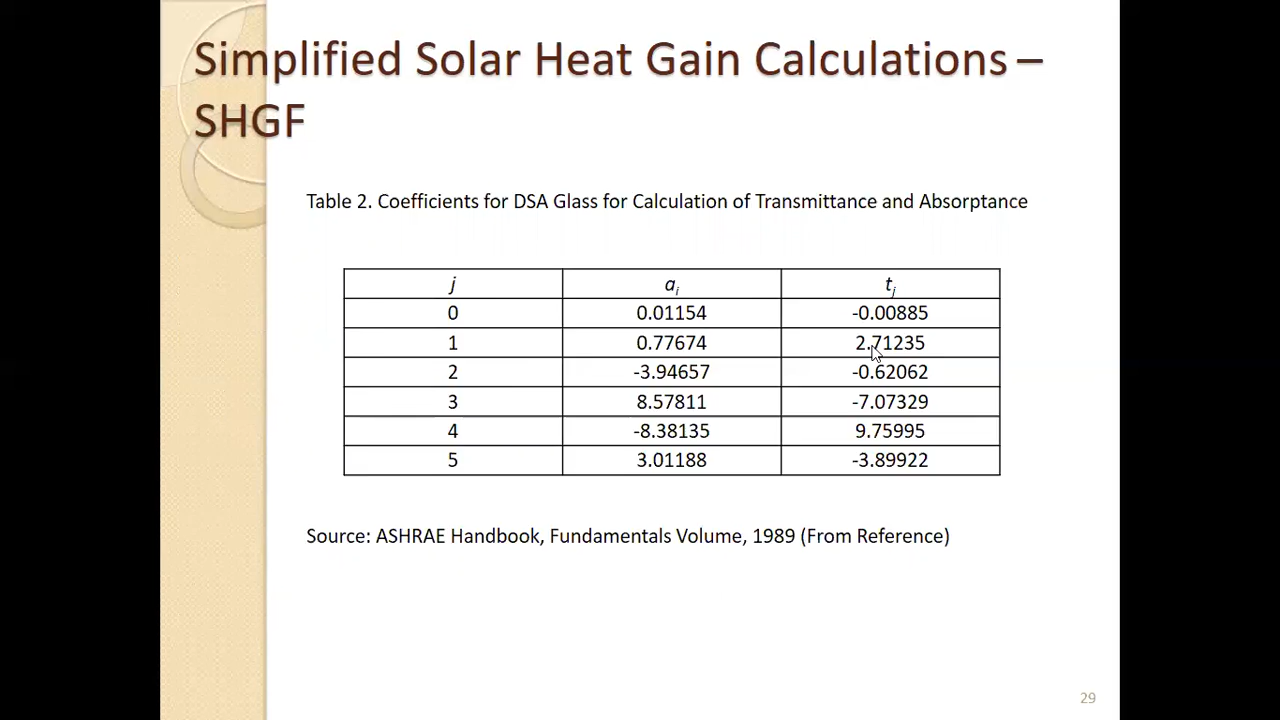 Simplified Solar Heat Gain Calculations –
SHGF
Table 2. Coefficients for DSA Glass for Calculation of Transmittance and Absorptance
j ai tj
0 0.01154 -0.00885
1 0.77674 2.71235
2 -3.94657 -0.62062
3 8.57811 -7.07329
4 -8.38135 9.75995
5 3.01188 -3.89922
Source: ASHRAE Handbook, Fundamentals Volume, 1989 (From Reference)
29